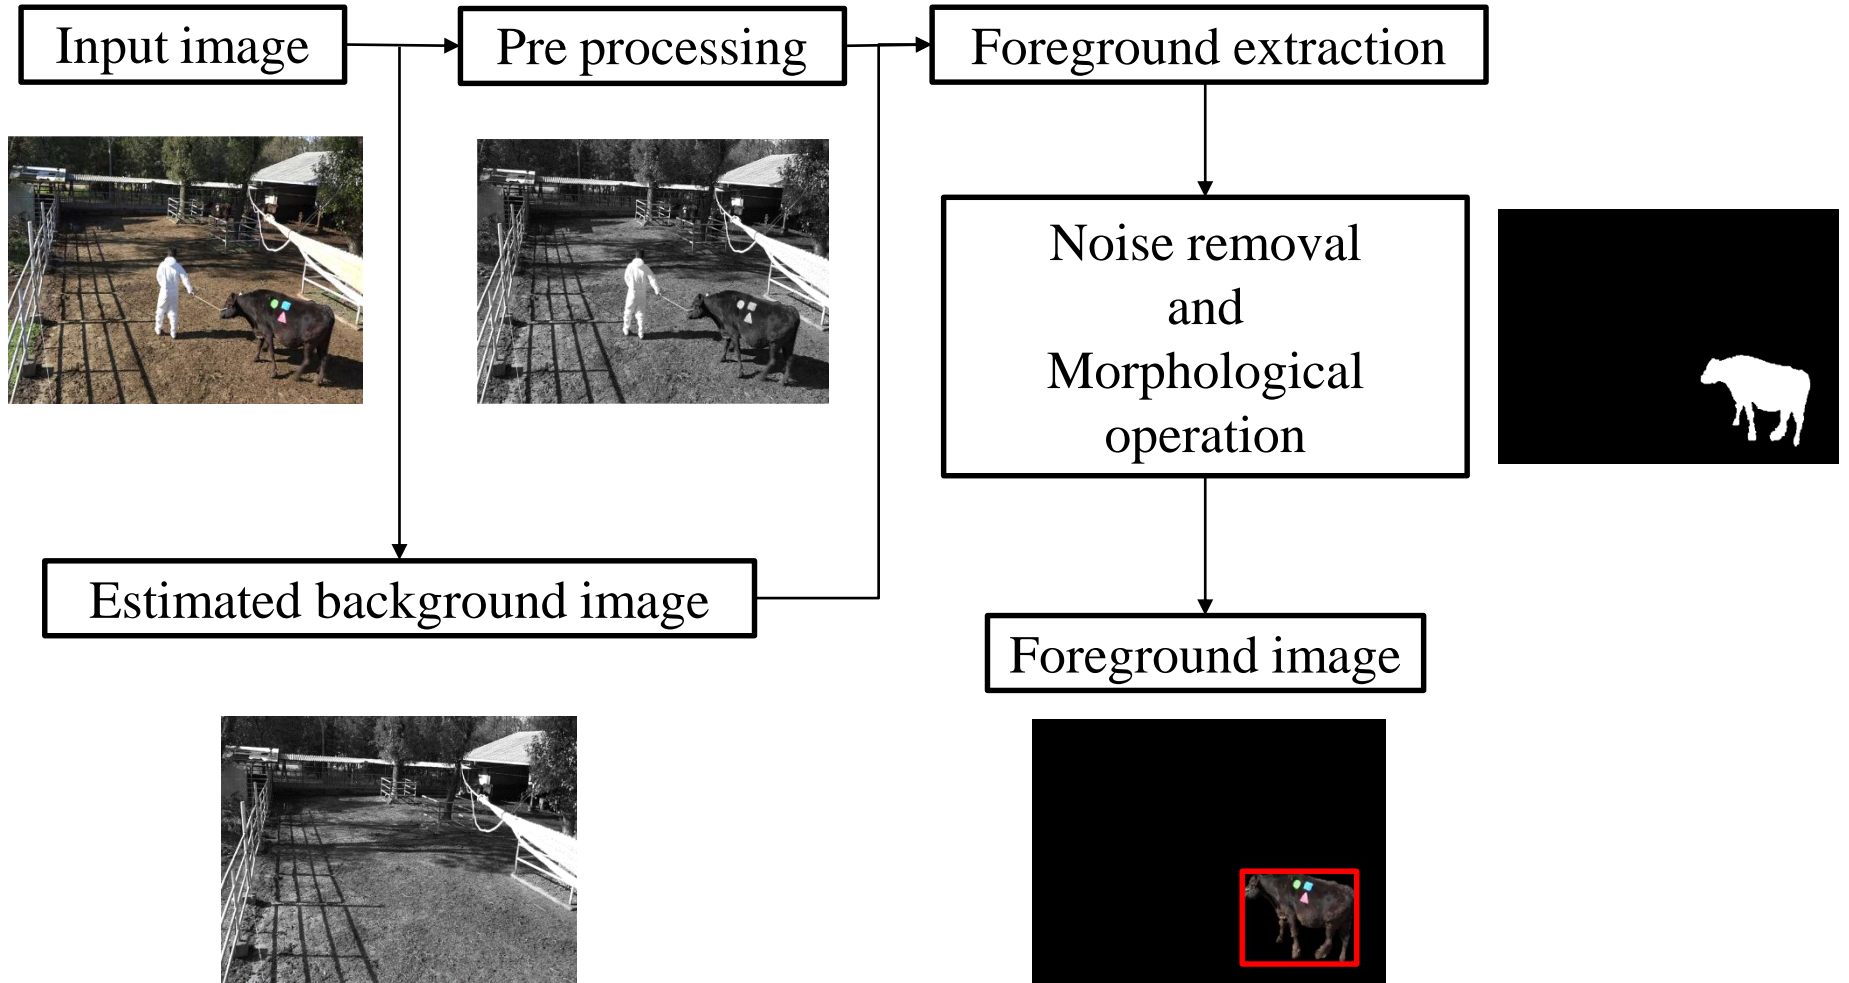 Input image
Pre processing
Foreground extraction
Noise removal
and
Morphological
operation
Estimated background image
Foreground image